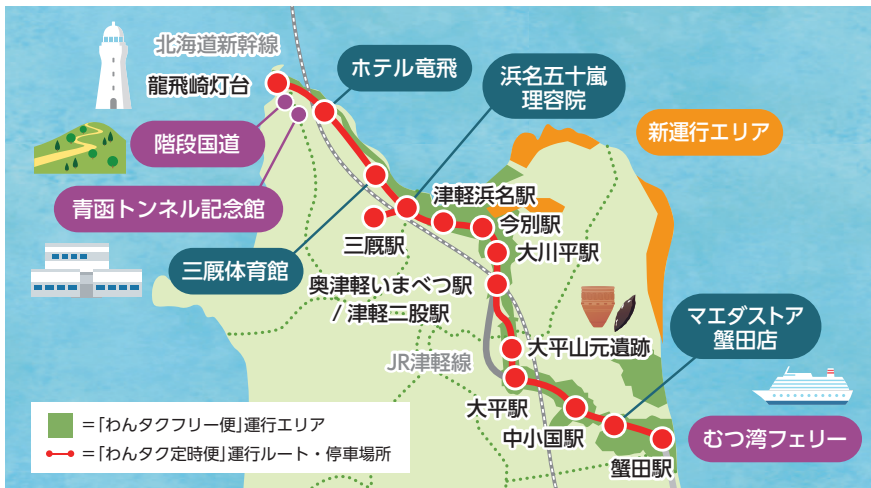 北海道新幹線
龍飛崎灯台
ホテル竜飛
浜名五十嵐
理容院
新運行エリア
階段国道
青函トンネル記念館
津軽浜名駅
今別駅
三厩駅
大川平駅
三厩体育館
奥津軽いまべつ駅
/ 津軽二股駅
マエダストア
蟹田店
大平山元遺跡
JR津軽線
大平駅
中小国駅
むつ湾フェリー
蟹田駅
=「わんタクフリー便」運行エリア
=「わんタク定時便」運行ルート・停車場所